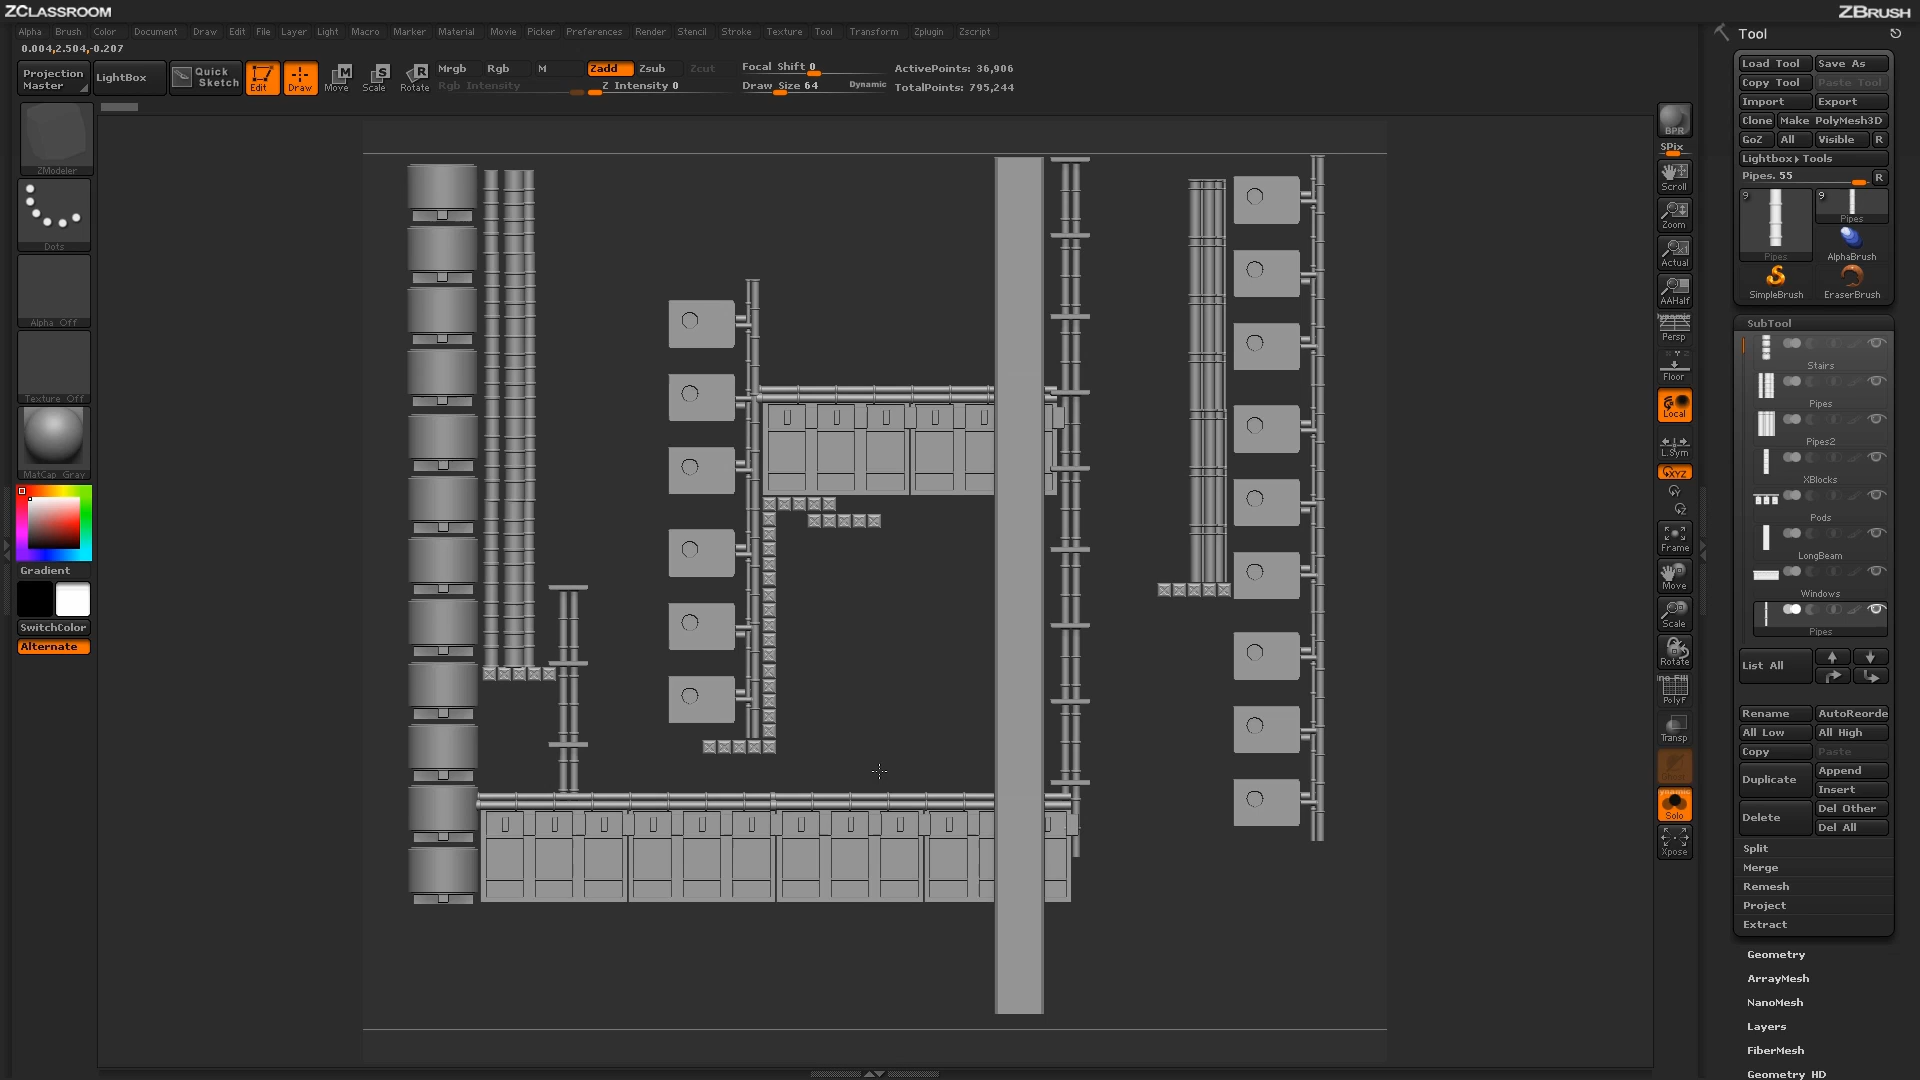 ZCLASSROOM
ZBRUSH
Alpha Brush Color Document Draw Edit File Layer Light Macro Marker Material Movie Picker Preferences Render Stencil Stroke Texture Tool Transform Zplugin Zscript
0.004,2.504,-0.207
Projection Master
LightBox
Quick Sketch
Edit
Draw
Move
Scale
Rotate
Mrgb Rgb M
Rgb Intensity
Zadd Zsub Zcut
Z Intensity 0
Focal Shift 0
Draw Size 64
Dynamic
ActivePoints: 36,906
TotalPoints: 795,244
ZModeler
Dots
Alpha Off
Texture Off
MatCap Gray
Gradient
SwitchColor
Alternate
BPR
SPix
Scroll
Zoom
Actual
AAHalf
Dynamic
Persp
Floor
Local
L.Sym
XYZ
Frame
Move
Scale
Rotate
PolyF
Transp
Ghost
Dynamic
Solo
Xpose
Tool
Load Tool Save As
Copy Tool Paste Tool
Import Export
Clone Make PolyMesh3D
GoZ All Visible R
Lightbox▸Tools
Pipes. 55 R
9
9
Pipes
Pipes
AlphaBrush
SimpleBrush
EraserBrush
SubTool
Stairs
Pipes
Pipes2
XBlocks
Pods
LongBeam
Windows
Pipes
List All
Rename AutoReorde
All Low All High
Copy Paste
Duplicate
Append
Insert
Delete
Del Other
Del All
Split
Merge
Remesh
Project
Extract
Geometry
ArrayMesh
NanoMesh
Layers
FiberMesh
Geometry HD